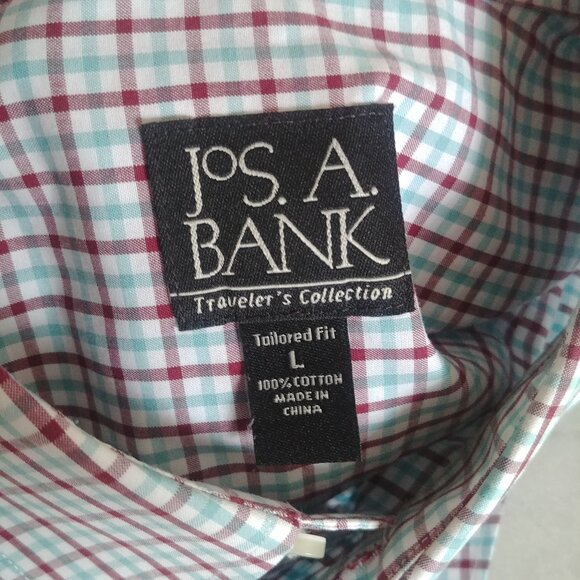 JOS. A.
BANK
Traveler's Collection
Tailored Fit
L
100% COTTON
MADE IN
CHINA